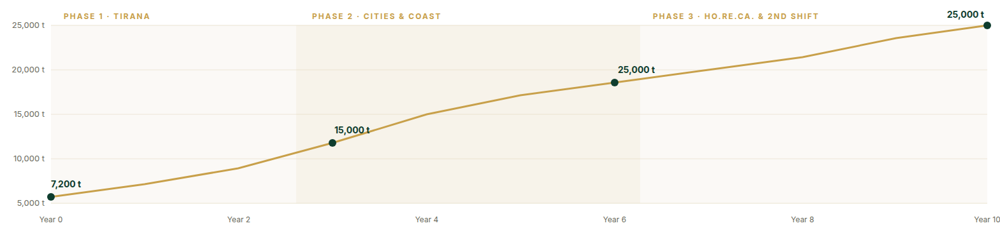 PHASE 1 · TIRANA
PHASE 2 · CITIES & COAST
PHASE 3 · HO.RE.CA. & 2ND SHIFT
25,000 t
25,000 t
20,000 t
25,000 t
15,000 t
15,000 t
10,000 t
7,200 t
5,000 t
Year 0
Year 2
Year 4
Year 6
Year 8
Year 10